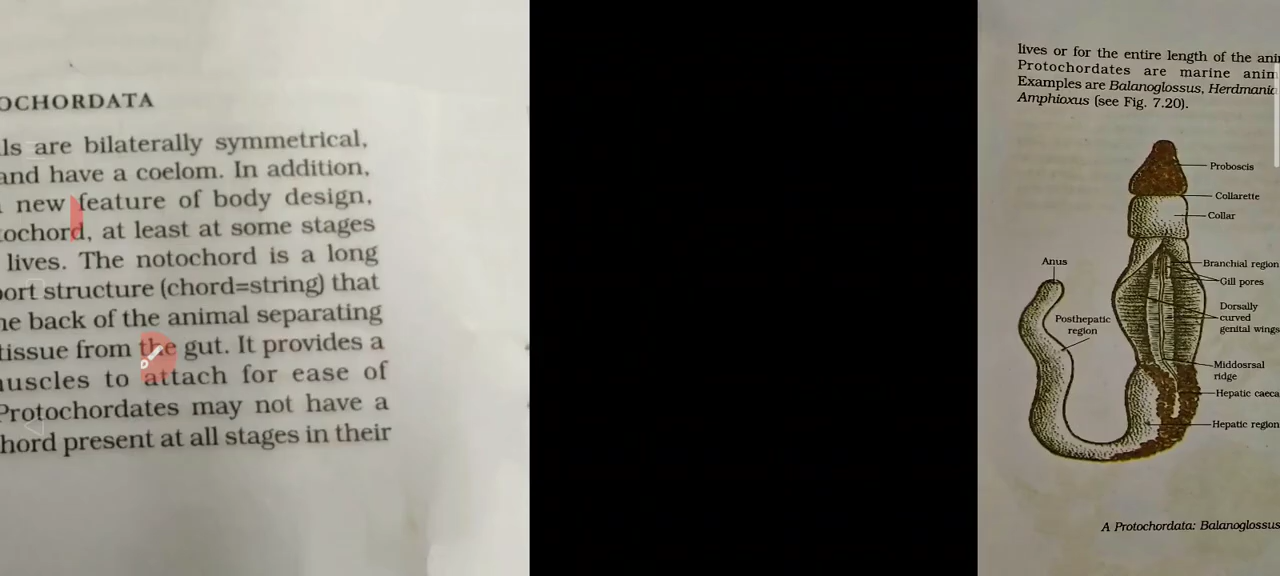 OCHORDATA
ls are bilaterally symmetrical,
and have a coelom. In addition,
new feature of body design,
tochord, at least at some stages
lives. The notochord is a long
port structure (chord=string) that
he back of the animal separating
tissue from the gut. It provides a
muscles to attach for ease of
Protochordates may not have a
hord present at all stages in their
lives or for the entire length of the ani
Protochordates are marine anim
Examples are Balanoglossus, Herdmania
Amphioxus (see Fig. 7.20).
Proboscis
Collarette
Collar
Anus
Branchial region
Gill pores
Posthepatic
region
Dorsally
curved
genital wings
Middosrsal
ridge
Hepatic caeca
Hepatic region
A Protochordata: Balanoglossus